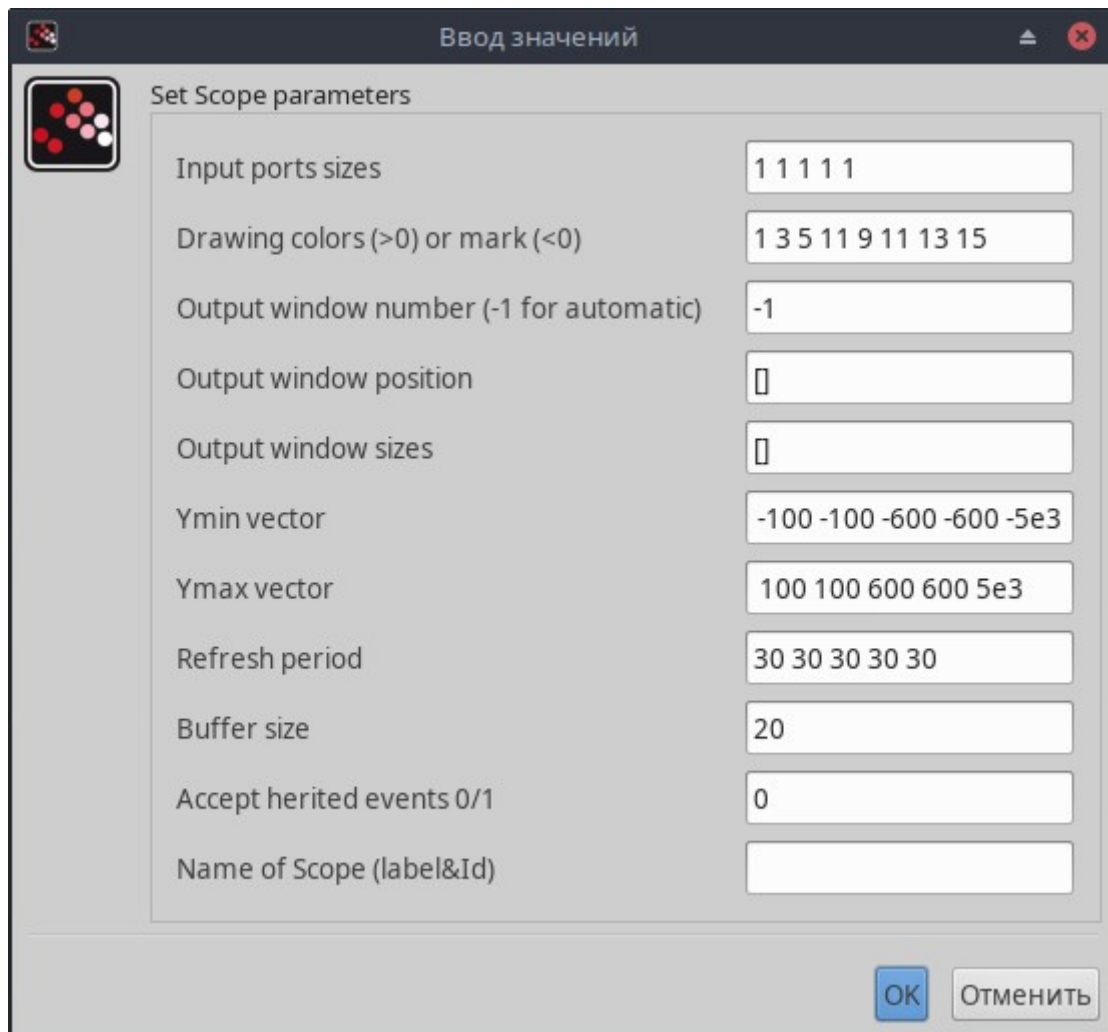 Ввод значений
Set Scope parameters
Input ports sizes 1 1 1 1 1
Drawing colors (>0) or mark (<0) 1 3 5 11 9 11 13 15
Output window number (-1 for automatic) -1
Output window position []
Output window sizes []
Ymin vector -100 -100 -600 -600 -5e3
Ymax vector 100 100 600 600 5e3
Refresh period 30 30 30 30 30
Buffer size 20
Accept herited events 0/1 0
Name of Scope (label&Id)
OK Отменить